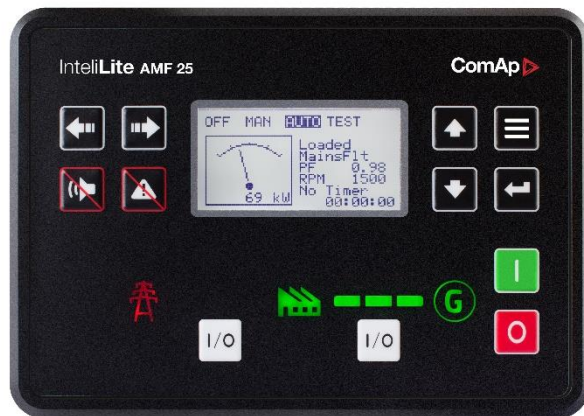 InteliLite AMF 25
ComAp
OFF MAN AUTO TEST
Loaded
MainsFlt
PF 0.98
RPM 1500
No Timer
00:00:00
69 kW
I
O
G
I/O
I/O